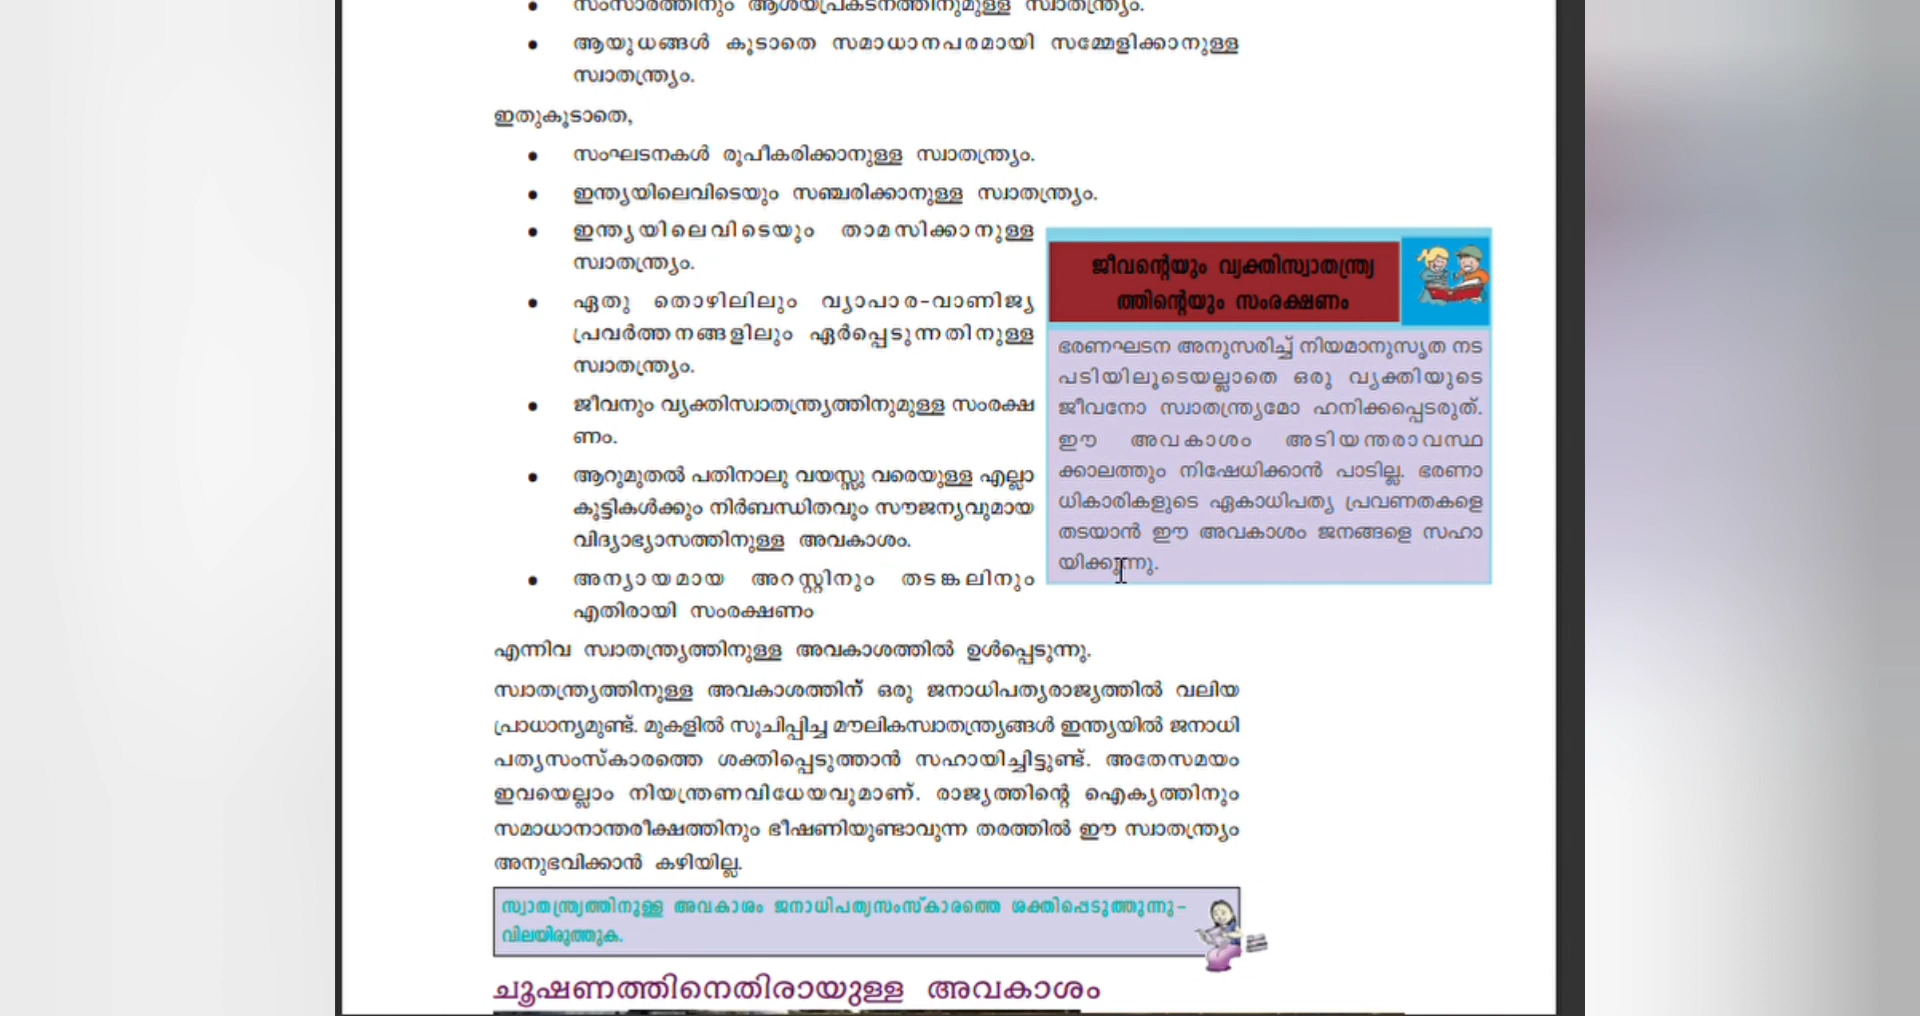 സംസാരത്തിനും ആശയപ്രകടനത്തിനുമുള്ള സ്വാതന്ത്ര്യം.
ആയുധങ്ങൾ കൂടാതെ സമാധാനപരമായി സമ്മേളിക്കാനുള്ള
സ്വാതന്ത്ര്യം.
ഇതുകൂടാതെ,
സംഘടനകൾ രൂപീകരിക്കാനുള്ള സ്വാതന്ത്ര്യം.
ഇന്ത്യയിലെവിടെയും സഞ്ചരിക്കാനുള്ള സ്വാതന്ത്ര്യം.
ഇന്ത്യയിലെവിടെയും താമസിക്കാനുള്ള
സ്വാതന്ത്ര്യം.
ഏതു തൊഴിലിലും വ്യാപാര-വാണിജ്യ
പ്രവർത്തനങ്ങളിലും ഏർപ്പെടുന്നതിനുള്ള
സ്വാതന്ത്ര്യം.
ജീവനും വ്യക്തിസ്വാതന്ത്ര്യത്തിനുമുള്ള സംരക്ഷ
ണം.
ആറുമുതൽ പതിനാലു വയസ്സു വരെയുള്ള എല്ലാ
കുട്ടികൾക്കും നിർബന്ധിതവും സൗജന്യവുമായ
വിദ്യാഭ്യാസത്തിനുള്ള അവകാശം.
അന്യായമായ അറസ്റ്റിനും തടങ്കലിനും
എതിരായി സംരക്ഷണം
ജീവന്റെയും വ്യക്തിസ്വാതന്ത്ര്യ
ത്തിന്റെയും സംരക്ഷണം
ഭരണഘടന അനുസരിച്ച് നിയമാനുസൃത നട
പടിയിലൂടെയല്ലാതെ ഒരു വ്യക്തിയുടെ
ജീവനോ സ്വാതന്ത്ര്യമോ ഹനിക്കപ്പെടരുത്.
ഈ അവകാശം അടിയന്തരാവസ്ഥ
ക്കാലത്തും നിഷേധിക്കാൻ പാടില്ല. ഭരണാ
ധികാരികളുടെ ഏകാധിപത്യ പ്രവണതകളെ
തടയാൻ ഈ അവകാശം ജനങ്ങളെ സഹാ
യിക്കുന്നു.
എന്നിവ സ്വാതന്ത്ര്യത്തിനുള്ള അവകാശത്തിൽ ഉൾപ്പെടുന്നു.
സ്വാതന്ത്ര്യത്തിനുള്ള അവകാശത്തിന് ഒരു ജനാധിപത്യരാജ്യത്തിൽ വലിയ
പ്രാധാന്യമുണ്ട്. മുകളിൽ സൂചിപ്പിച്ച മൗലികസ്വാതന്ത്ര്യങ്ങൾ ഇന്ത്യയിൽ ജനാധി
പത്യസംസ്കാരത്തെ ശക്തിപ്പെടുത്താൻ സഹായിച്ചിട്ടുണ്ട്. അതേസമയം
ഇവയെല്ലാം നിയന്ത്രണവിധേയവുമാണ്. രാജ്യത്തിന്റെ ഐക്യത്തിനും
സമാധാനാന്തരീക്ഷത്തിനും ഭീഷണിയുണ്ടാവുന്ന തരത്തിൽ ഈ സ്വാതന്ത്ര്യം
അനുഭവിക്കാൻ കഴിയില്ല.
സ്വാതന്ത്ര്യത്തിനുള്ള അവകാശം ജനാധിപത്യസംസ്കാരത്തെ ശക്തിപ്പെടുത്തുന്നു-
വിലയിരുത്തുക.
ചൂഷണത്തിനെതിരായുള്ള അവകാശം